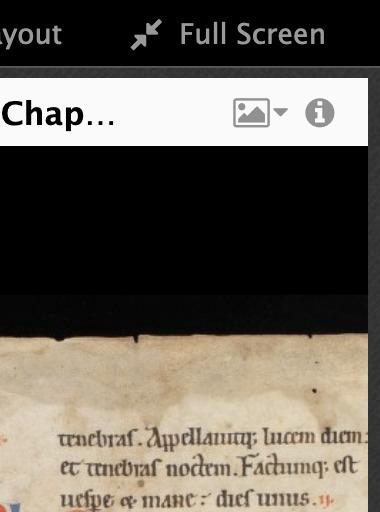 ayout Full Screen
Chap...
tenebras. Appellauitq; lucem diem:
et tenebras noctem. Factumq; est
uespe & mane: dies unus. ij.